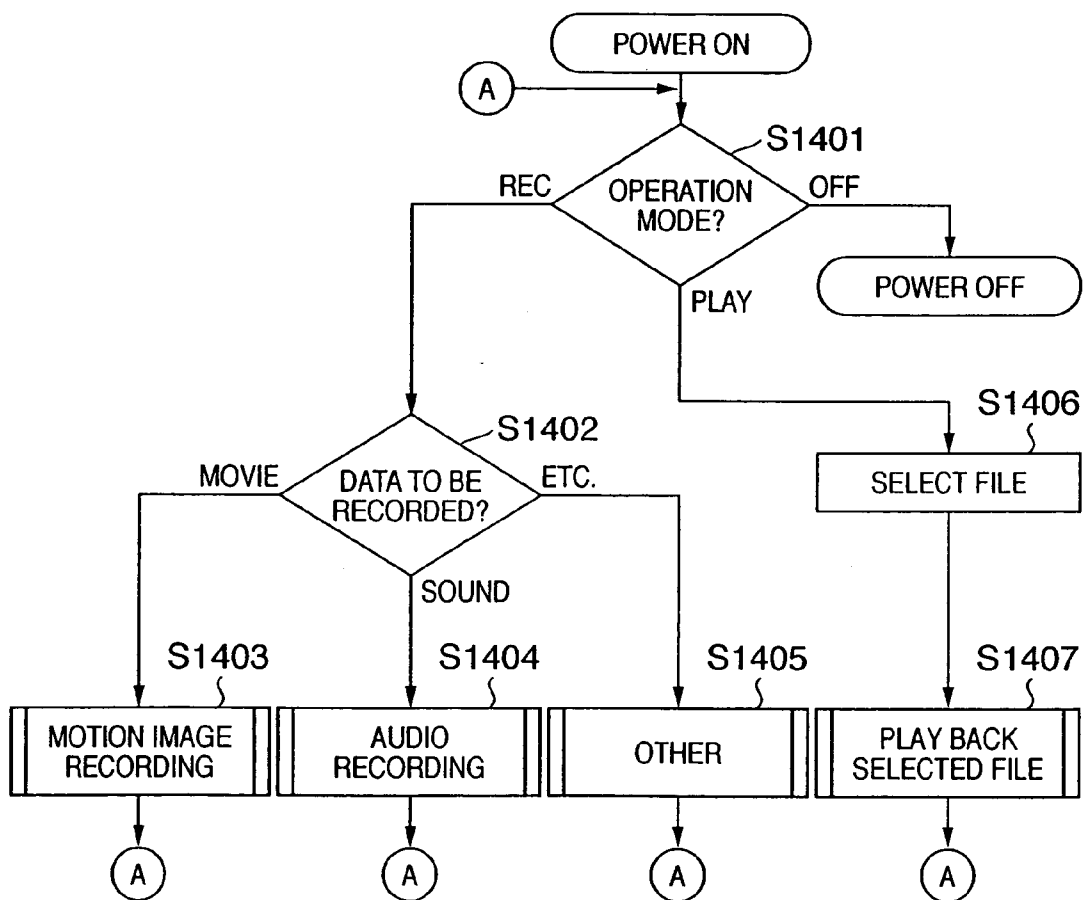 POWER ON
A
S1401
REC
OPERATION
MODE?
OFF
POWER OFF
PLAY
S1406
S1402
MOVIE
DATA TO BE
RECORDED?
ETC.
SELECT FILE
SOUND
S1403
S1404
S1405
S1407
MOTION IMAGE
RECORDING
AUDIO
RECORDING
OTHER
PLAY BACK
SELECTED FILE
A
A
A
A